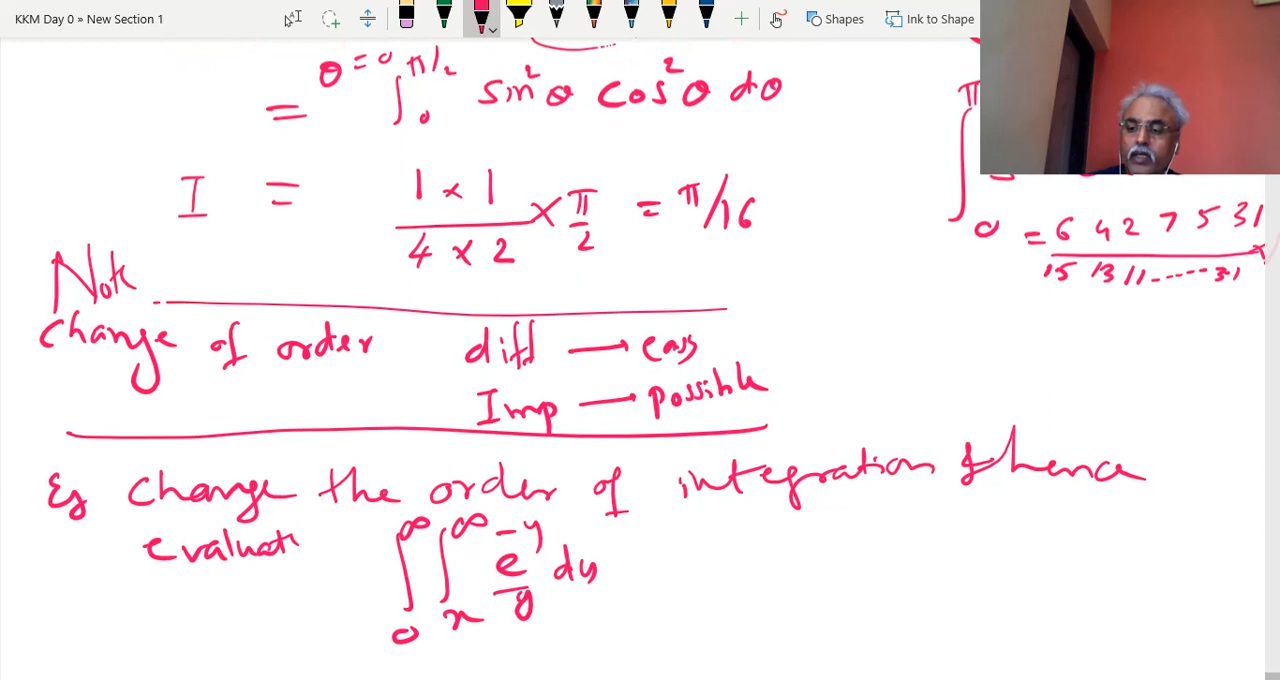 KKM Day 0 » New Section 1
Shapes
Ink to Shape
θ = 0
= ∫₀^π/2 sin²θ cos²θ dθ
I = (1 × 1)/(4 × 2) × π/2 = π/16
π
∫
0
= 6 4 2 7 5 3 1 ×
15 13 11 ----- 3·1
Note
Change of order diff → easy
Imp → possible
Eg Change the order of integration & hence
evaluate ∫₀^∞ ∫ₓ^∞ e^-y/y dy